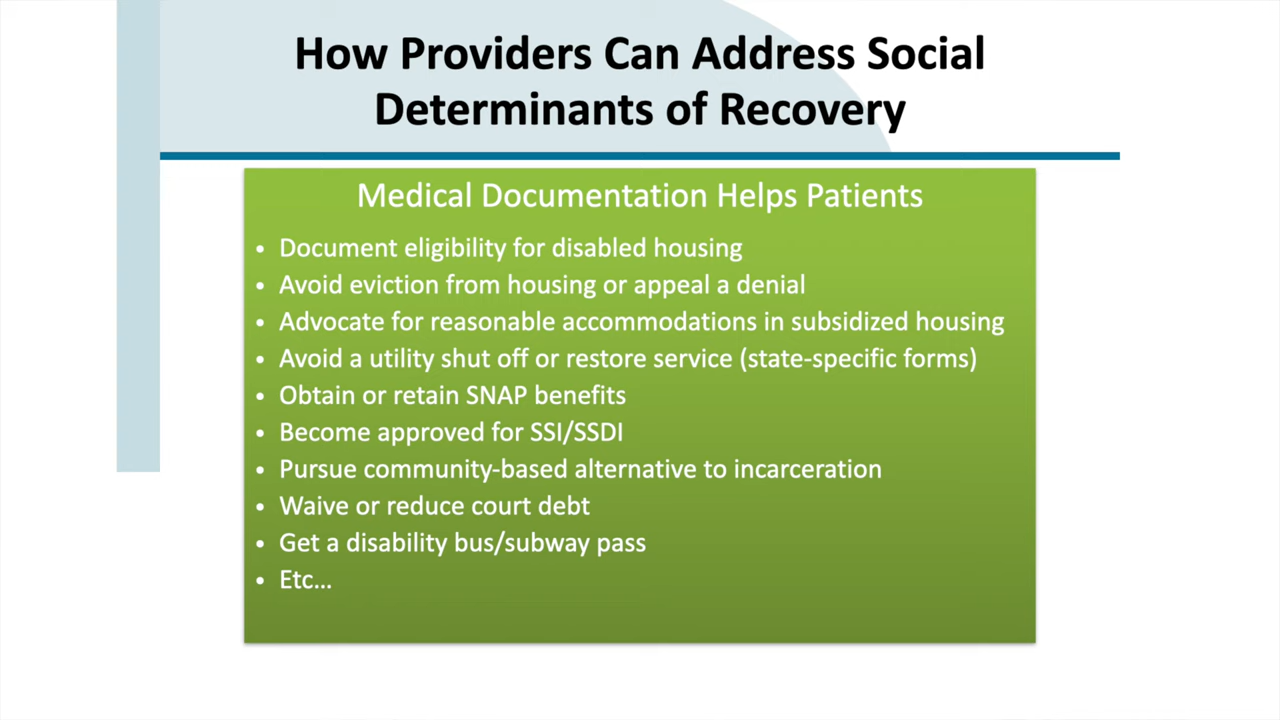 How Providers Can Address Social
Determinants of Recovery
Medical Documentation Helps Patients
• Document eligibility for disabled housing
• Avoid eviction from housing or appeal a denial
• Advocate for reasonable accommodations in subsidized housing
• Avoid a utility shut off or restore service (state-specific forms)
• Obtain or retain SNAP benefits
• Become approved for SSI/SSDI
• Pursue community-based alternative to incarceration
• Waive or reduce court debt
• Get a disability bus/subway pass
• Etc...